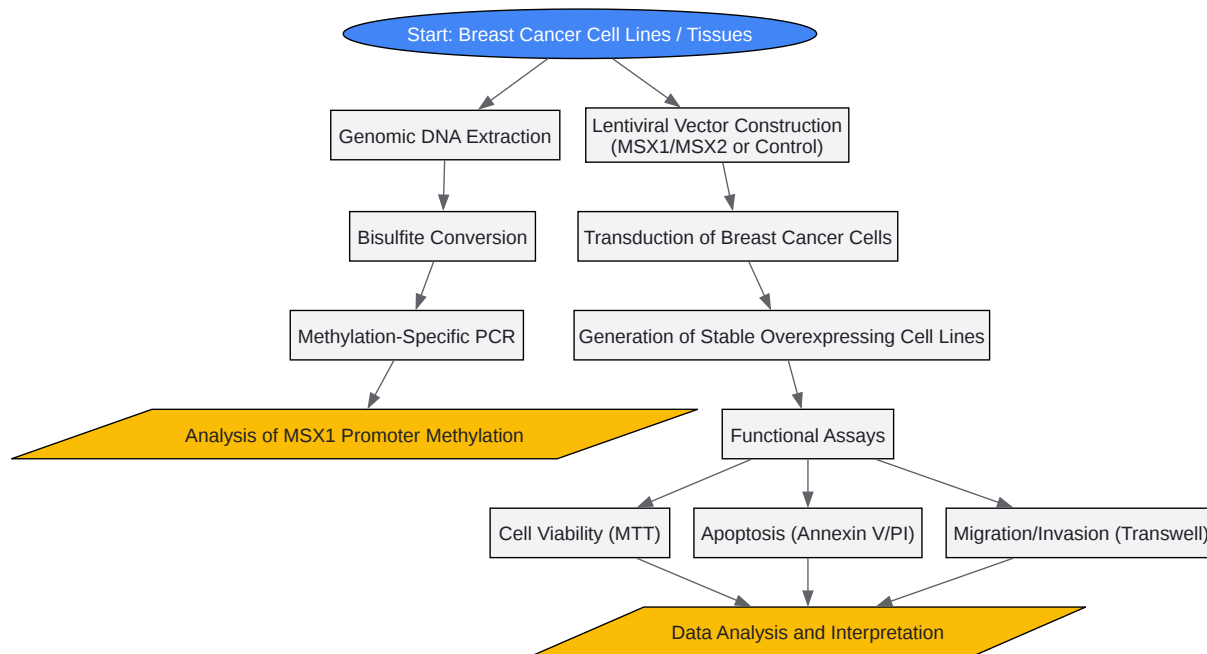 Start: Breast Cancer Cell Lines / Tissues
Genomic DNA Extraction
Lentiviral Vector Construction
(MSX1/MSX2 or Control)
Bisulfite Conversion
Transduction of Breast Cancer Cells
Methylation-Specific PCR
Generation of Stable Overexpressing Cell Lines
Analysis of MSX1 Promoter Methylation
Functional Assays
Cell Viability (MTT)
Apoptosis (Annexin V/PI)
Migration/Invasion (Transwell)
Data Analysis and Interpretation